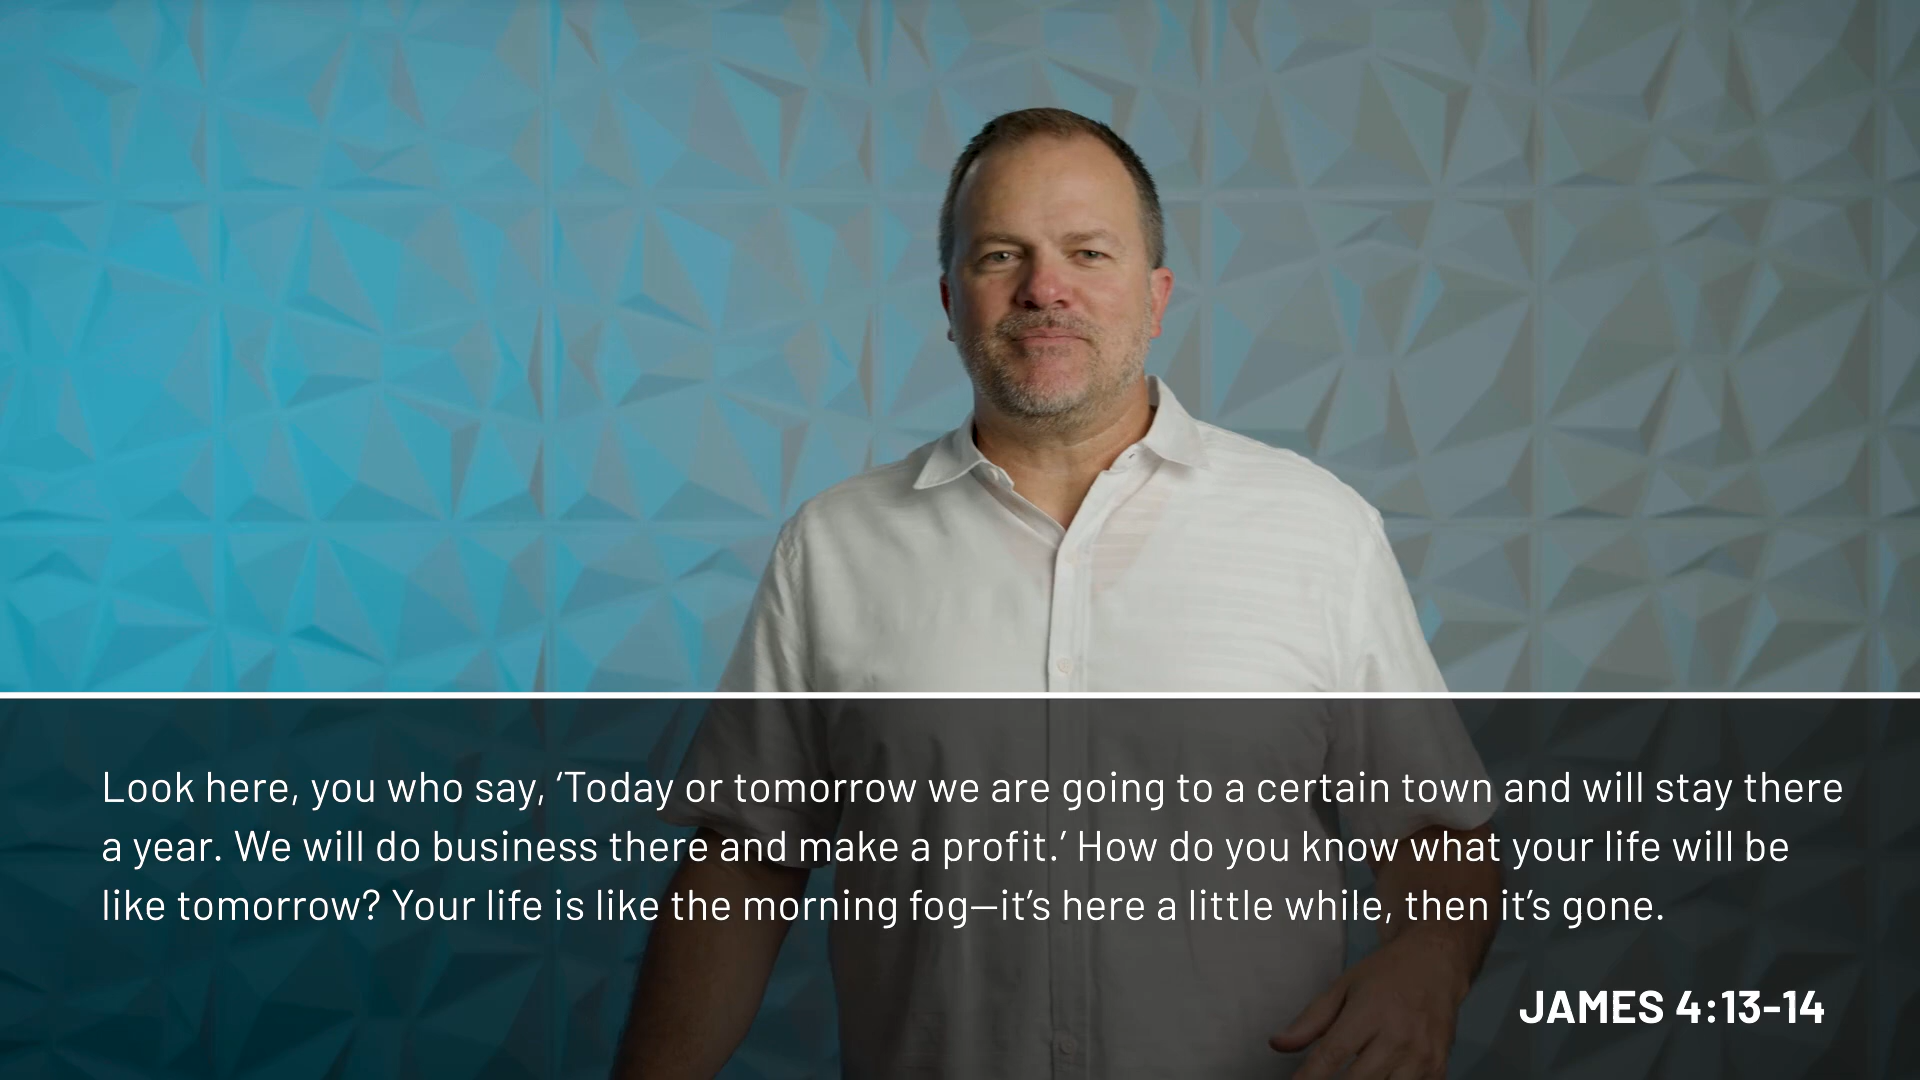 Look here, you who say, ‘Today or tomorrow we are going to a certain town and will stay there
a year. We will do business there and make a profit.’ How do you know what your life will be
like tomorrow? Your life is like the morning fog—it’s here a little while, then it’s gone.
JAMES 4:13-14